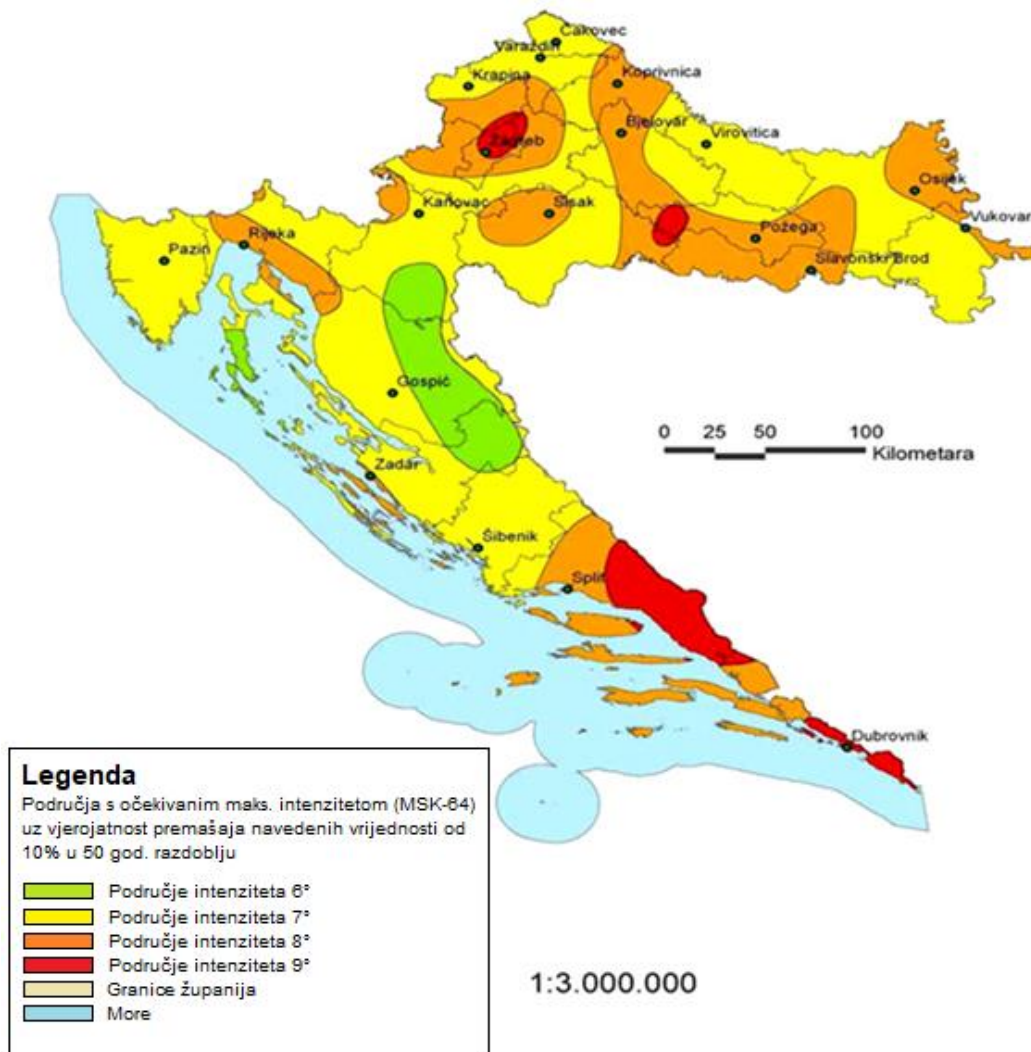 Čakovec
Varaždin
Krapina
Koprivnica
Bjelovar
Virovitica
Zagreb
Osijek
Karlovac
Sisak
Vukovar
Rijeka
Požega
Pazin
Slavonski Brod
Gospić
0 25 50 100
Kilometara
Zadar
Šibenik
Split
Dubrovnik
Legenda
Područja s očekivanim maks. intenzitetom (MSK-64)
uz vjerojatnost premašaja navedenih vrijednosti od
10% u 50 god. razdoblju
Područje intenziteta 6°
Područje intenziteta 7°
Područje intenziteta 8°
Područje intenziteta 9°
Granice županija
More
1:3.000.000